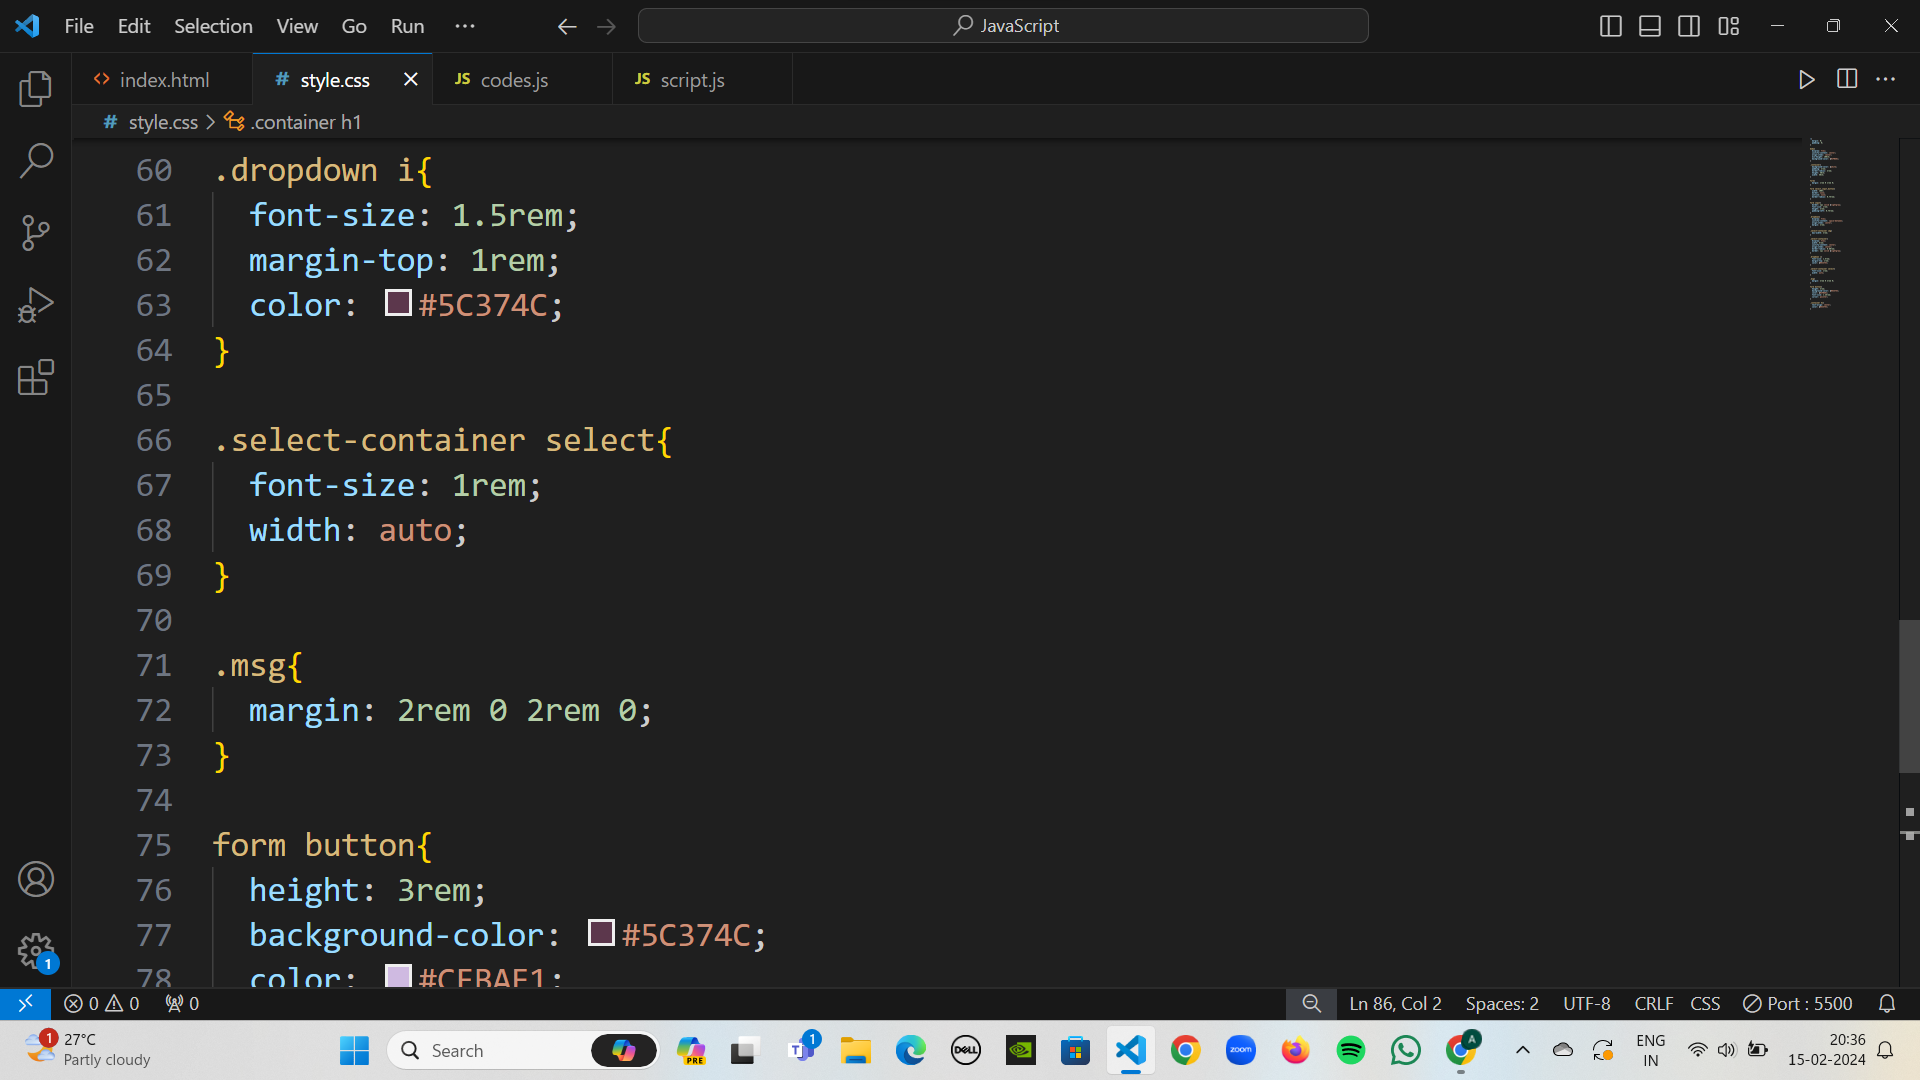 File Edit Selection View Go Run ··· JavaScript
index.html # style.css JS codes.js JS script.js
# style.css > .container h1
60 .dropdown i{
61 font-size: 1.5rem;
62 margin-top: 1rem;
63 color: #5C374C;
64 }
65
66 .select-container select{
67 font-size: 1rem;
68 width: auto;
69 }
70
71 .msg{
72 margin: 2rem 0 2rem 0;
73 }
74
75 form button{
76 height: 3rem;
77 background-color: #5C374C;
78 color: #CEBAF1;
1
0 0 0 Ln 86, Col 2 Spaces: 2 UTF-8 CRLF CSS Port : 5500
1 27°C
Partly cloudy
Search PRE T 1 DELL zoom A
ENG
IN
20:36
15-02-2024